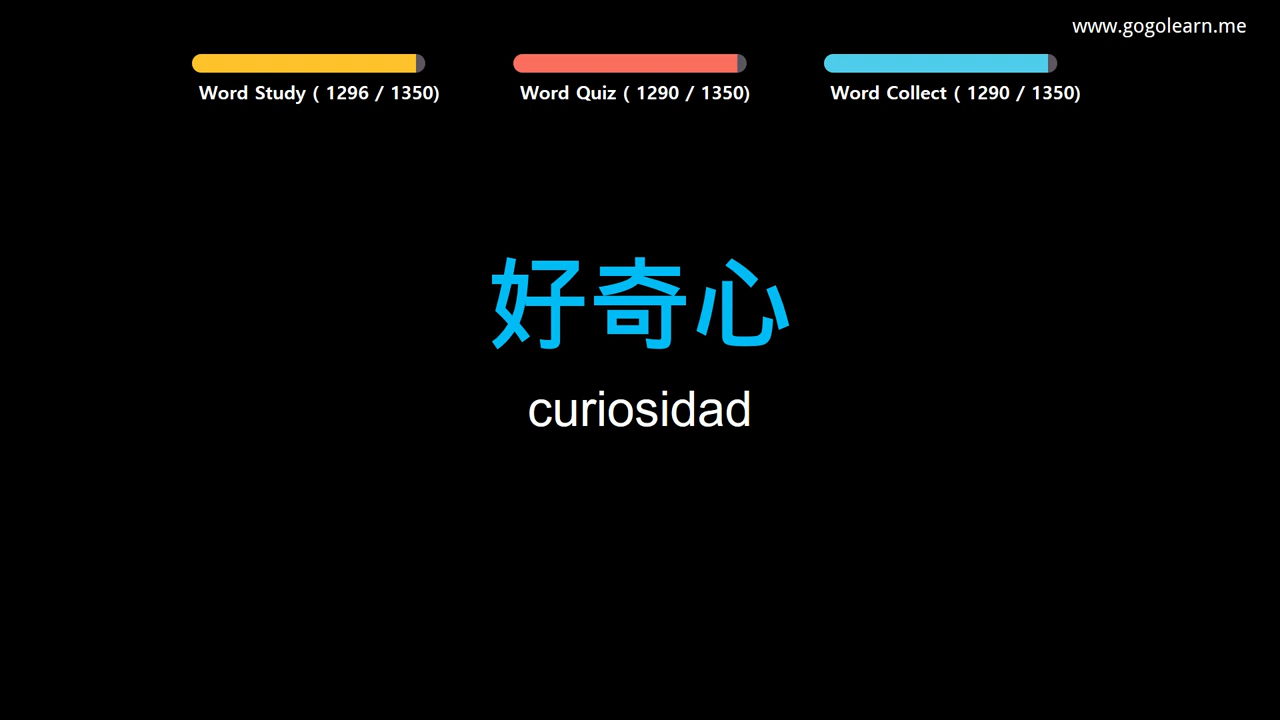 www.gogolearn.me
Word Study ( 1296 / 1350)
Word Quiz ( 1290 / 1350)
Word Collect ( 1290 / 1350)
好奇心
curiosidad